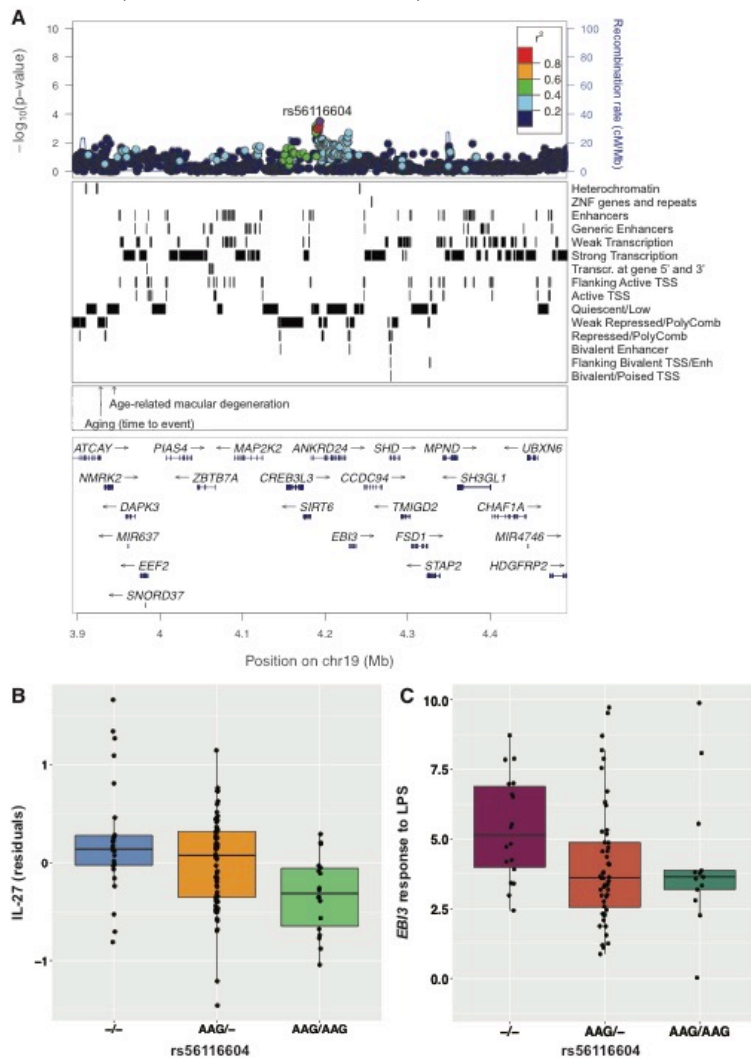 A
10
8
6
4
2
0
−log10(p−value)
rs56116604
r²
0.8
0.6
0.4
0.2
100
80
60
40
20
0
Recombination rate (cM/Mb)
Heterochromatin
ZNF genes and repeats
Enhancers
Generic Enhancers
Weak Transcription
Strong Transcription
Transcr. at gene 5' and 3'
Flanking Active TSS
Active TSS
Quiescent/Low
Weak Repressed/PolyComb
Repressed/PolyComb
Bivalent Enhancer
Flanking Bivalent TSS/Enh
Bivalent/Poised TSS
Age-related macular degeneration
Aging (time to event)
ATCAY → PIAS4 → ← MAP2K2 ANKRD24 → SHD → MPND → ← UBXN6
NMRK2 → ← ZBTB7A CREB3L3 → ← CCDC94 → ← SH3GL1
← DAPK3 ← SIRT6 ← TMIGD2 CHAF1A →
← MIR637 EBI3 → FSD1 → MIR4746 →
← EEF2 STAP2 HDGFRP2 →
← SNORD37
3.9 4 4.1 4.2 4.3 4.4
Position on chr19 (Mb)
B
IL-27 (residuals)
1
0
−1
−/− AAG/− AAG/AAG
rs56116604
C
EBI3 response to LPS
10.0
7.5
5.0
2.5
0.0
−/− AAG/− AAG/AAG
rs56116604